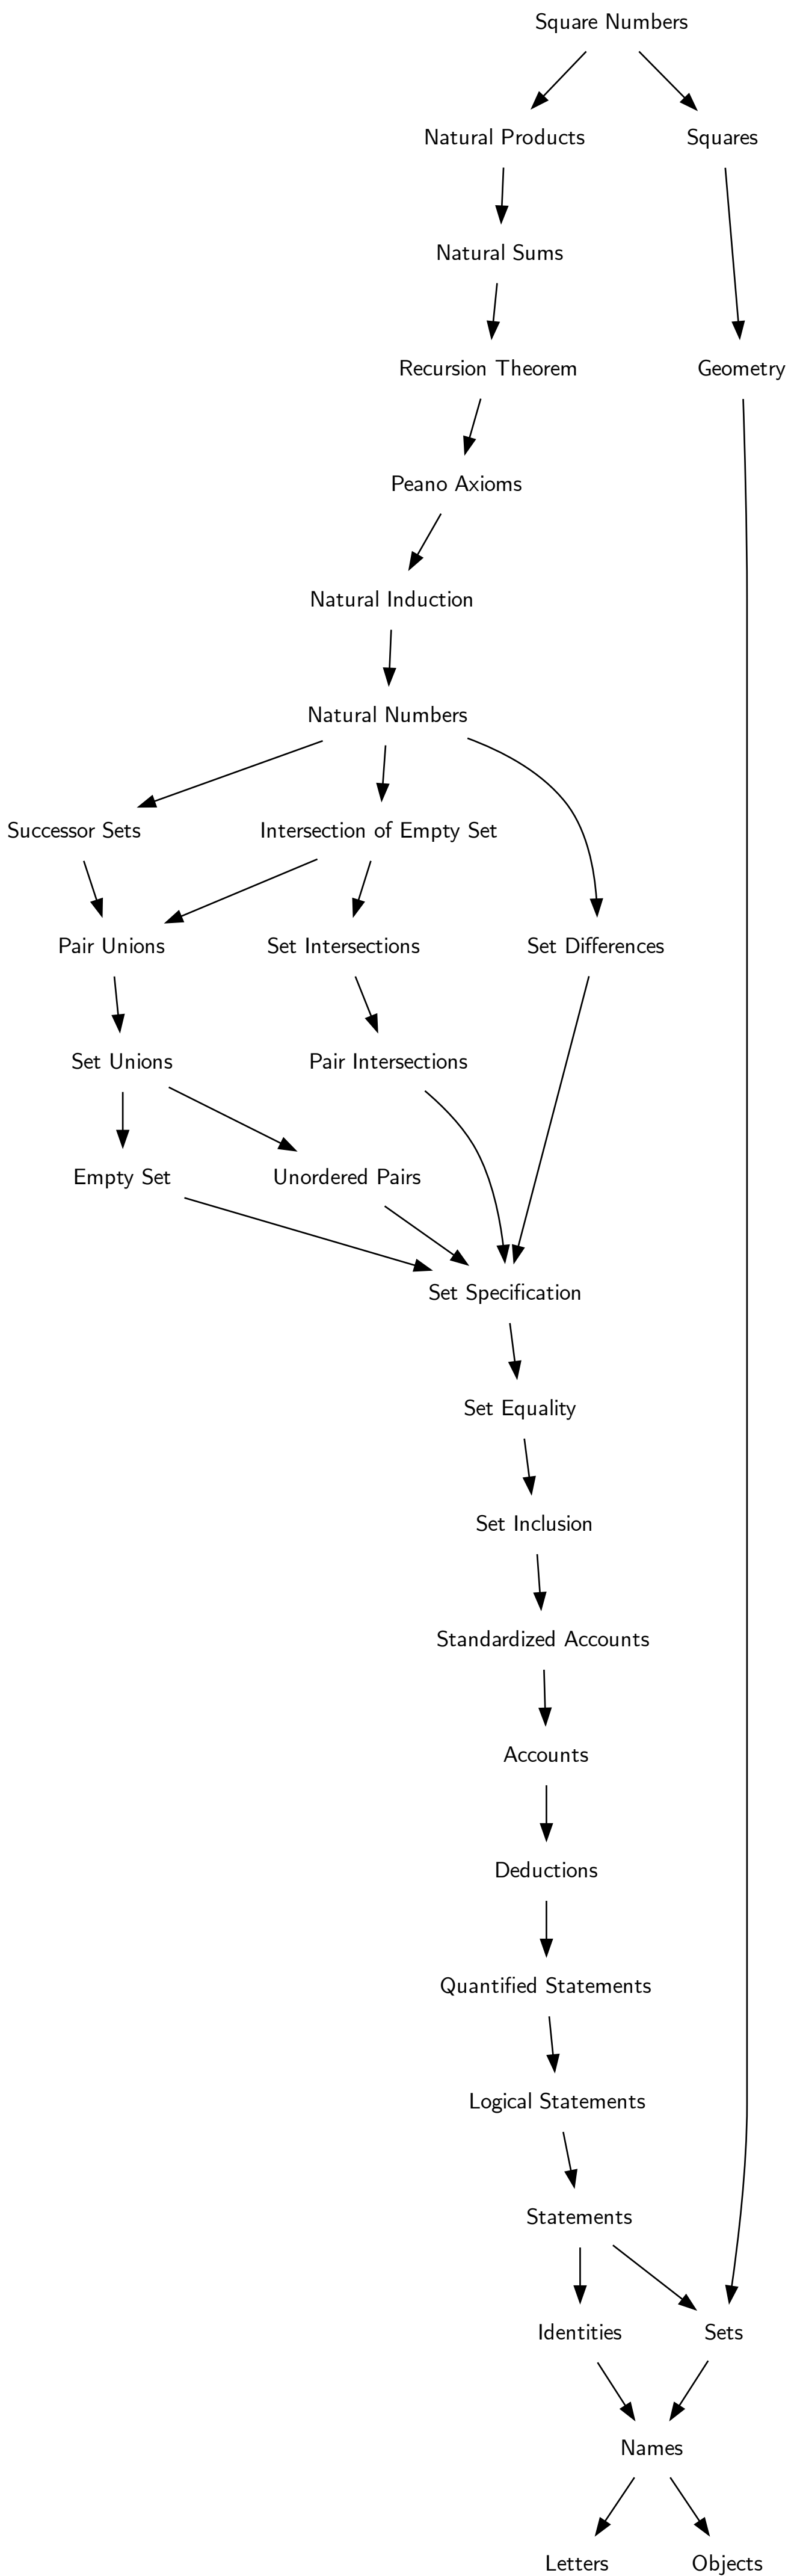 Square Numbers
Natural Products
Squares
Natural Sums
Recursion Theorem
Geometry
Peano Axioms
Natural Induction
Natural Numbers
Successor Sets
Intersection of Empty Set
Pair Unions
Set Intersections
Set Differences
Set Unions
Pair Intersections
Empty Set
Unordered Pairs
Set Specification
Set Equality
Set Inclusion
Standardized Accounts
Accounts
Deductions
Quantified Statements
Logical Statements
Statements
Identities
Sets
Names
Letters
Objects